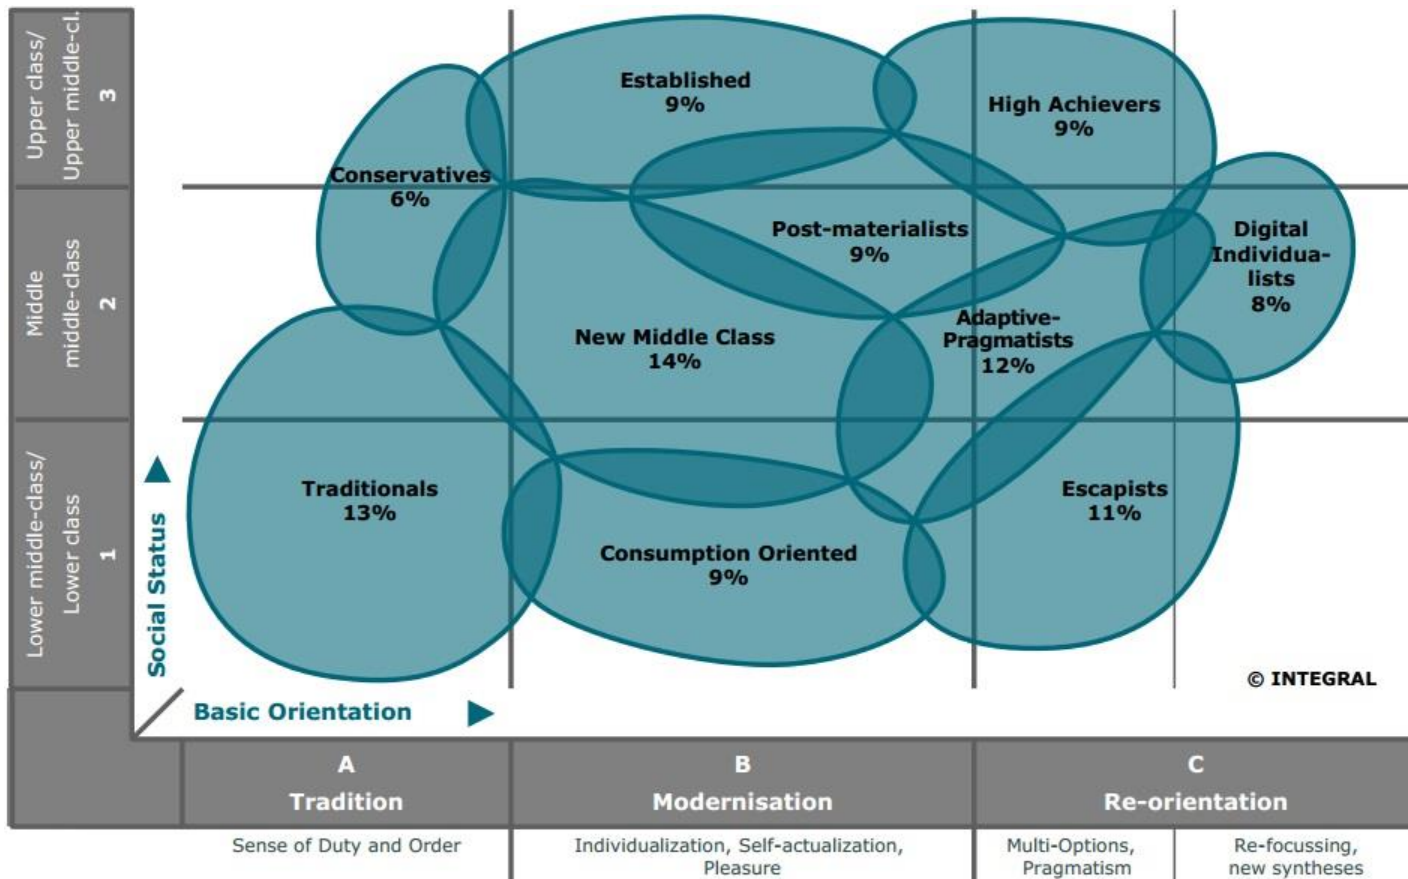 Upper class/
Upper middle-cl.
3
Middle
middle-class
2
Lower middle-class/
Lower class
1
Social Status
Established
9%
High Achievers
9%
Conservatives
6%
Post-materialists
9%
Digital
Individua-
lists
8%
New Middle Class
14%
Adaptive-
Pragmatists
12%
Traditionals
13%
Escapists
11%
Consumption Oriented
9%
© INTEGRAL
Basic Orientation
A
Tradition
B
Modernisation
C
Re-orientation
Sense of Duty and Order
Individualization, Self-actualization,
Pleasure
Multi-Options,
Pragmatism
Re-focussing,
new syntheses